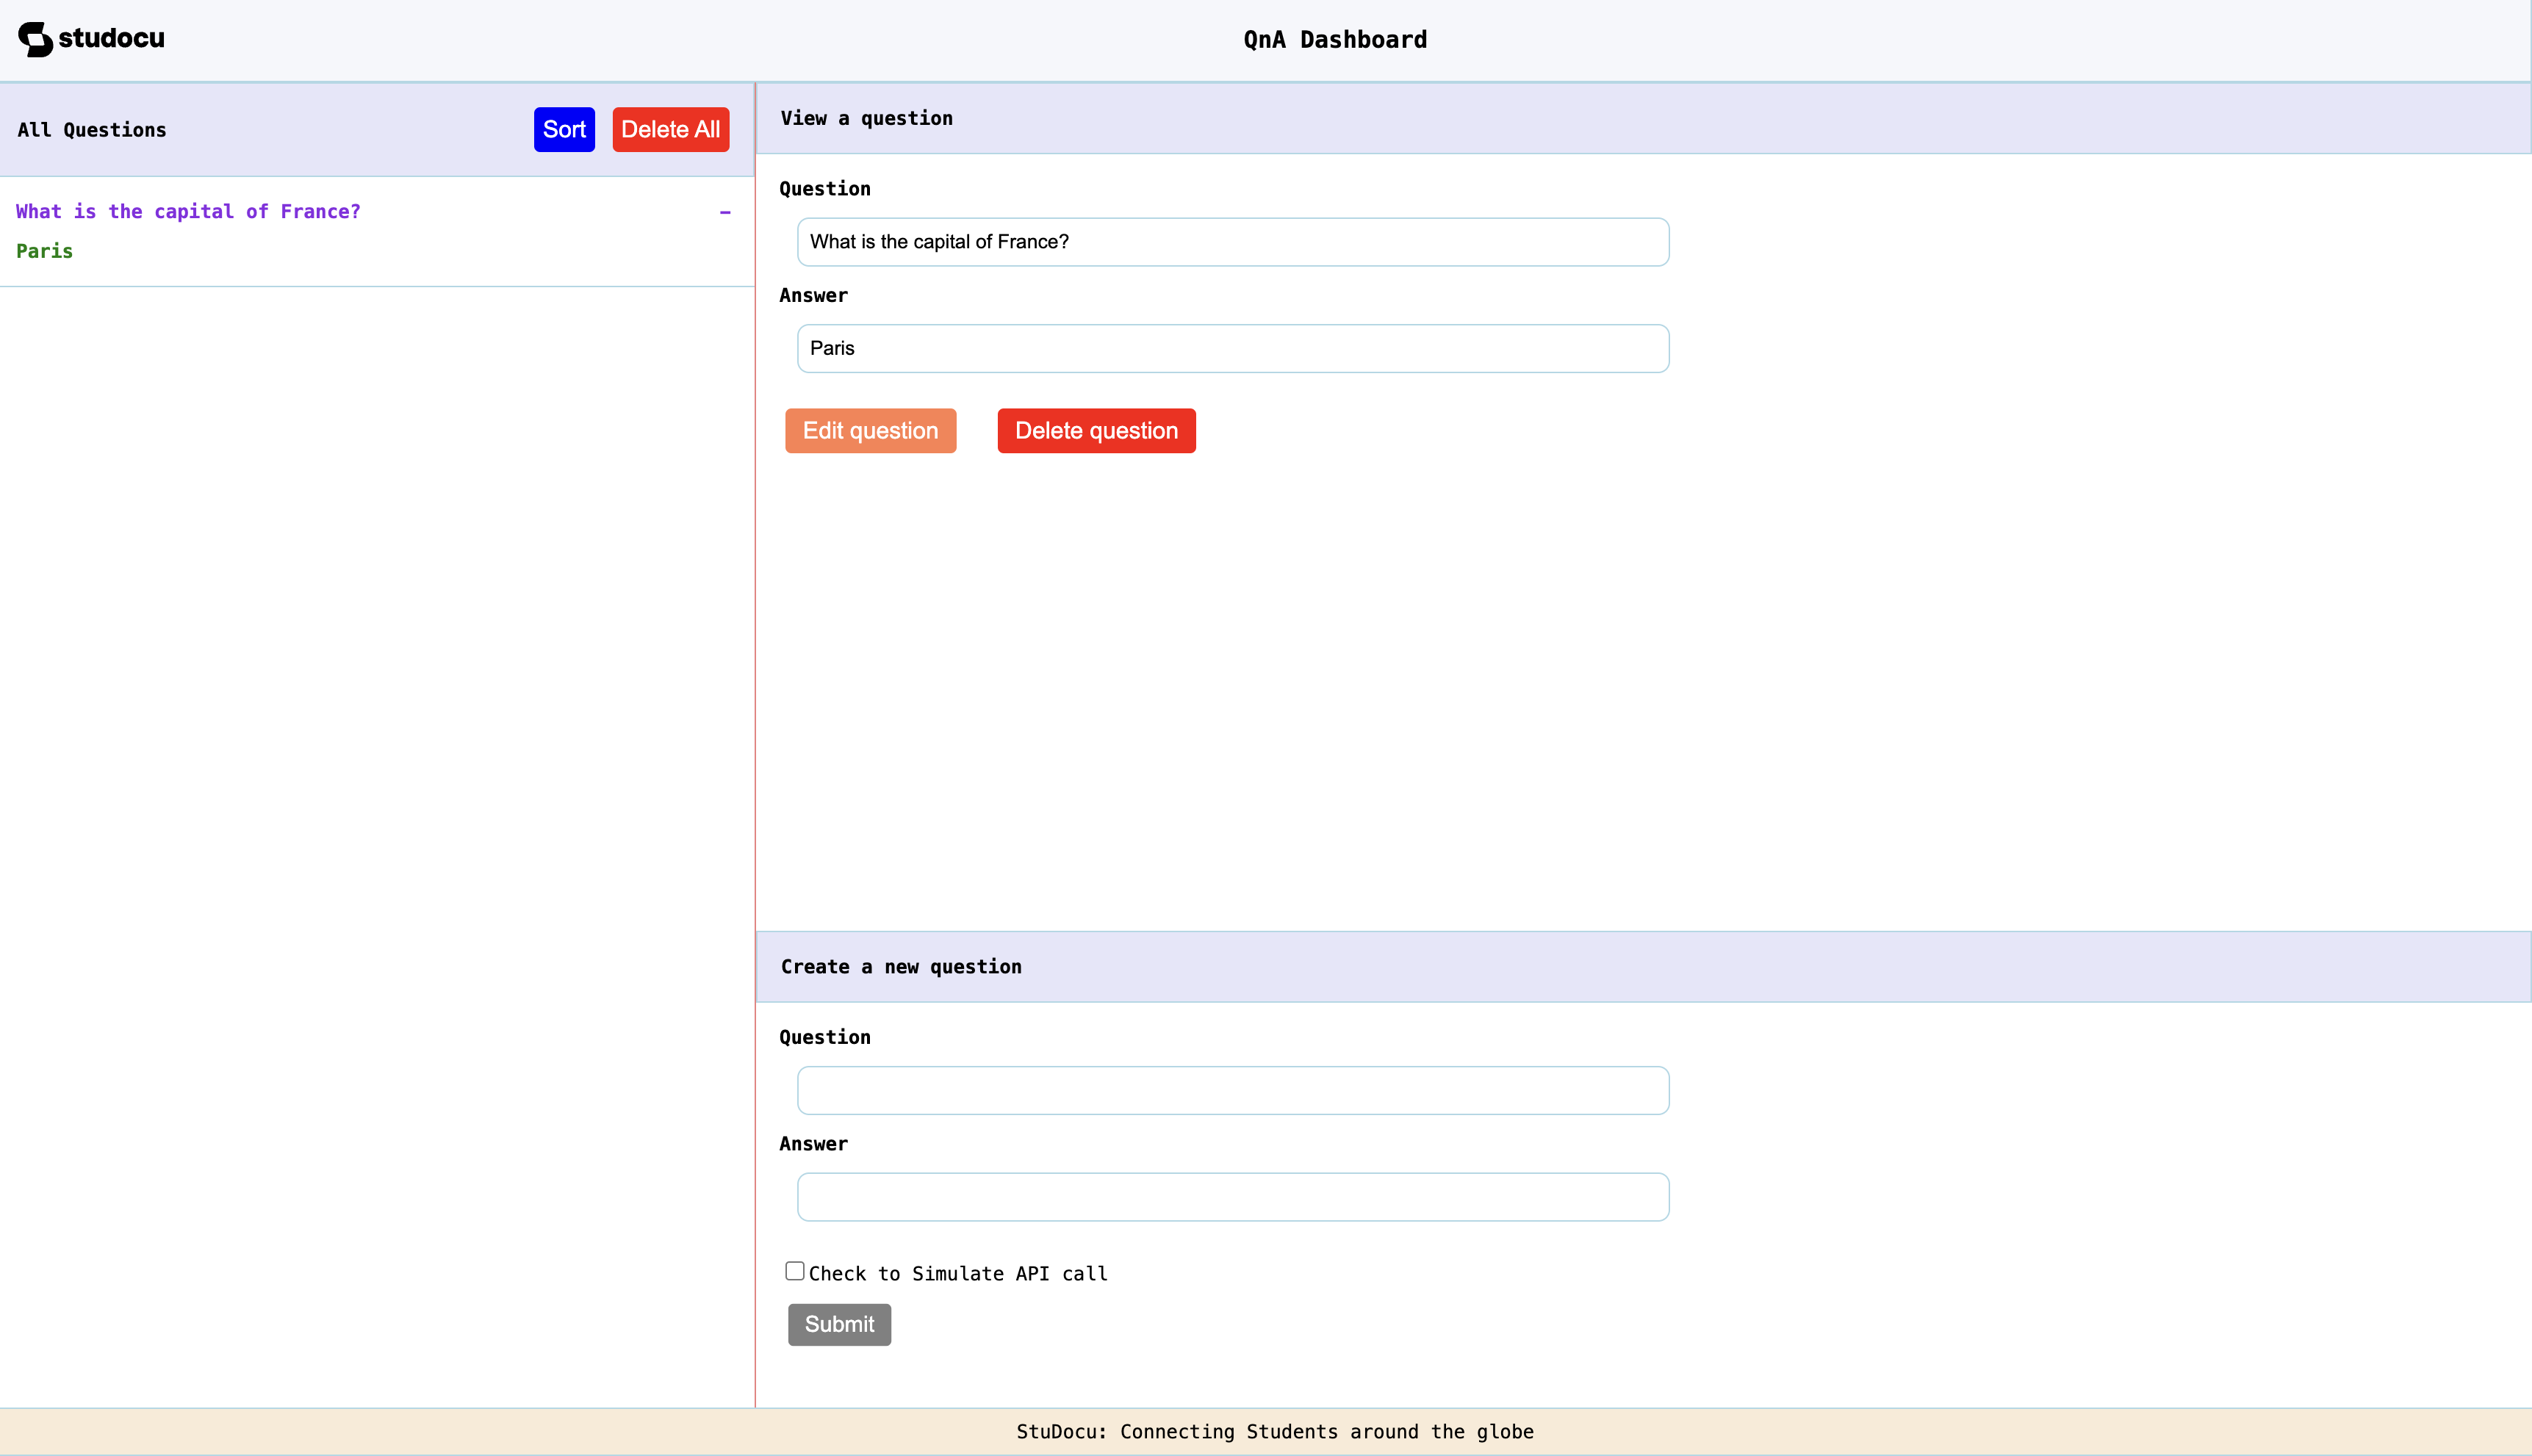 studocu
QnA Dashboard
All Questions
Sort
Delete All
What is the capital of France?
–
Paris
View a question
Question
What is the capital of France?
Answer
Paris
Edit question
Delete question
Create a new question
Question
Answer
Check to Simulate API call
Submit
StuDocu: Connecting Students around the globe